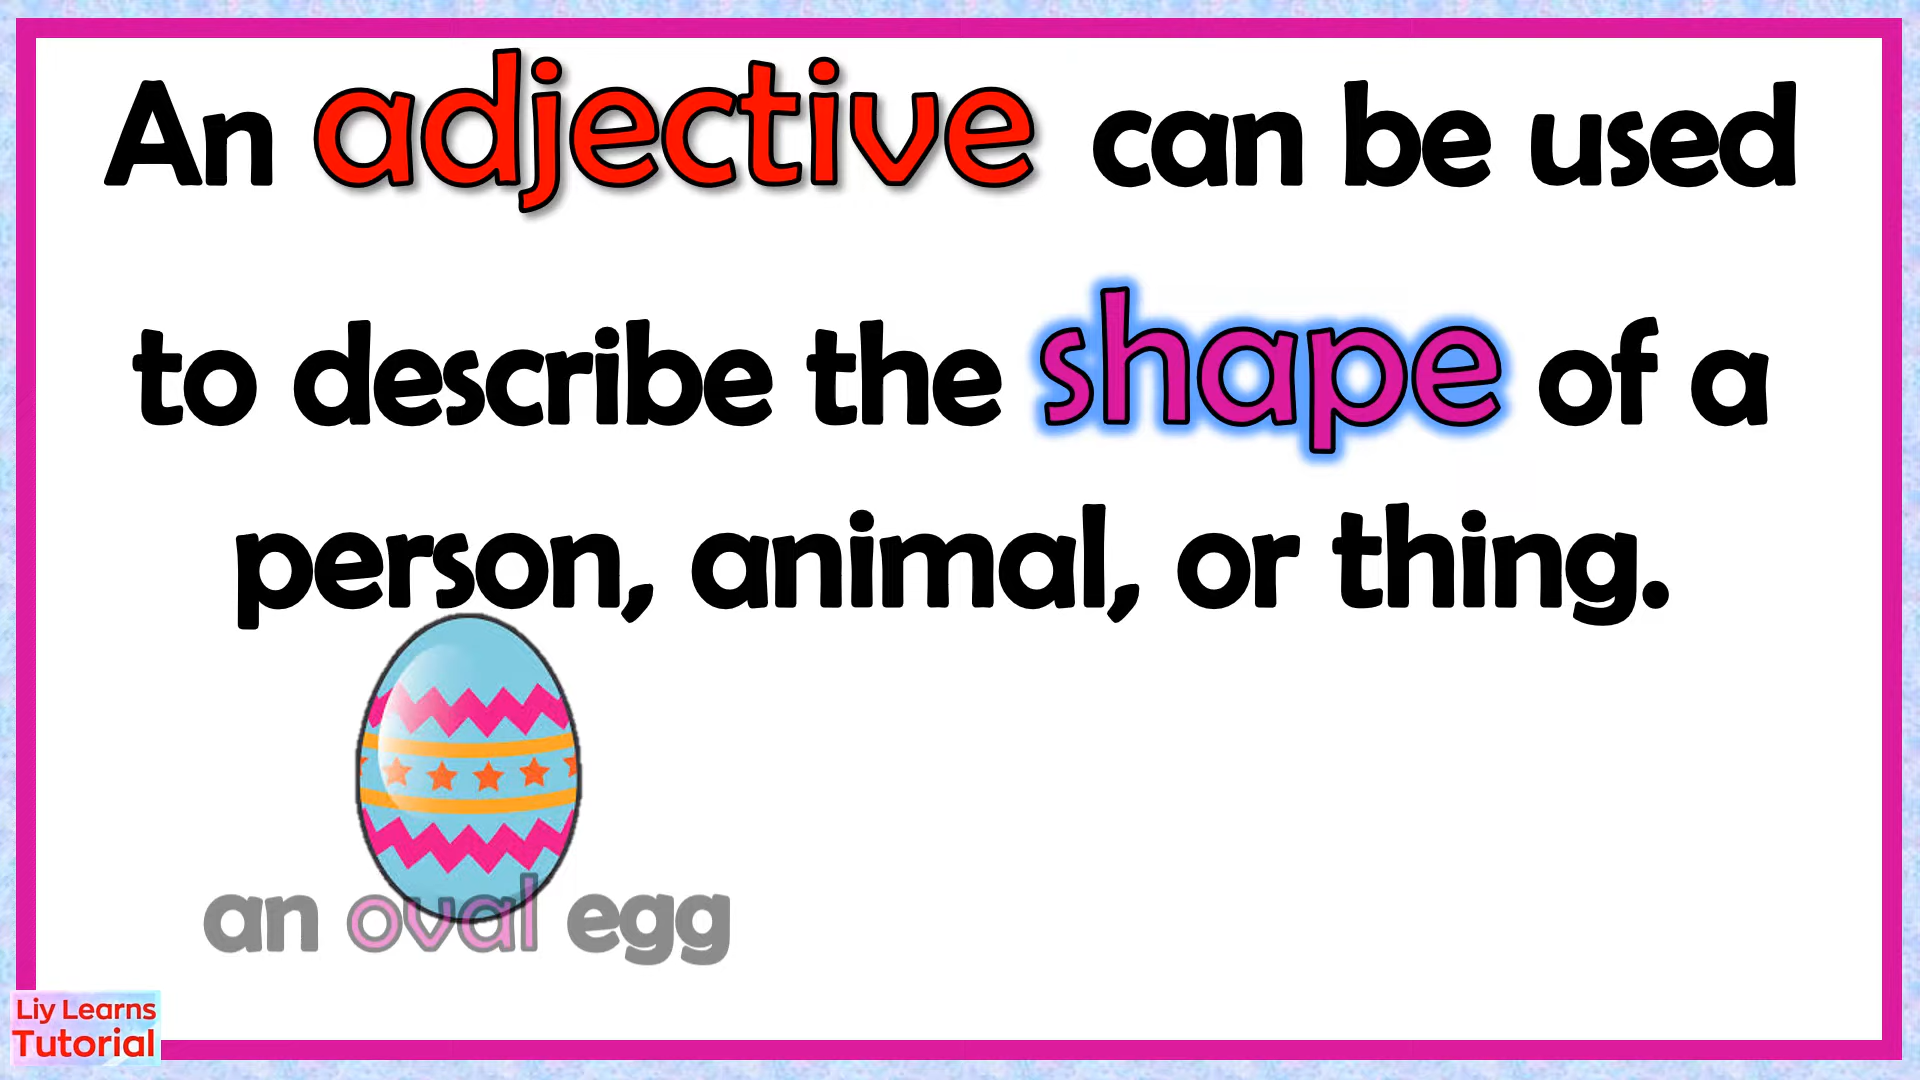 An adjective can be used
to describe the shape of a
person, animal, or thing.
an oval egg
Liy Learns
Tutorial